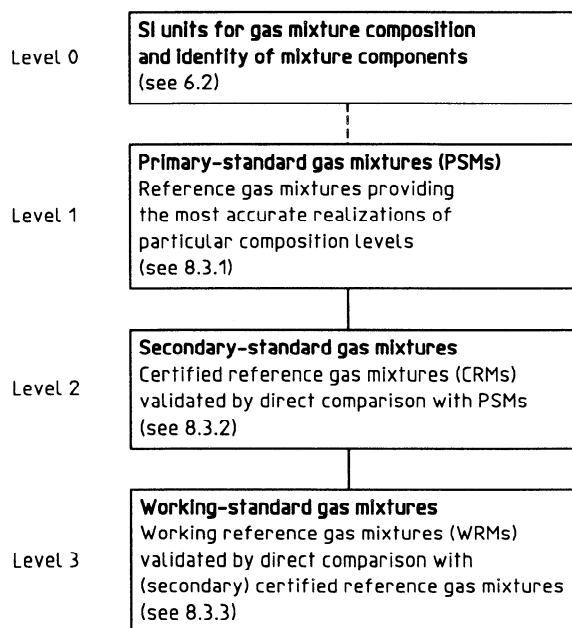 Level 0
SI units for gas mixture composition
and identity of mixture components
(see 6.2)
Level 1
Primary-standard gas mixtures (PSMs)
Reference gas mixtures providing
the most accurate realizations of
particular composition levels
(see 8.3.1)
Level 2
Secondary-standard gas mixtures
Certified reference gas mixtures (CRMs)
validated by direct comparison with PSMs
(see 8.3.2)
Level 3
Working-standard gas mixtures
Working reference gas mixtures (WRMs)
validated by direct comparison with
(secondary) certified reference gas mixtures
(see 8.3.3)